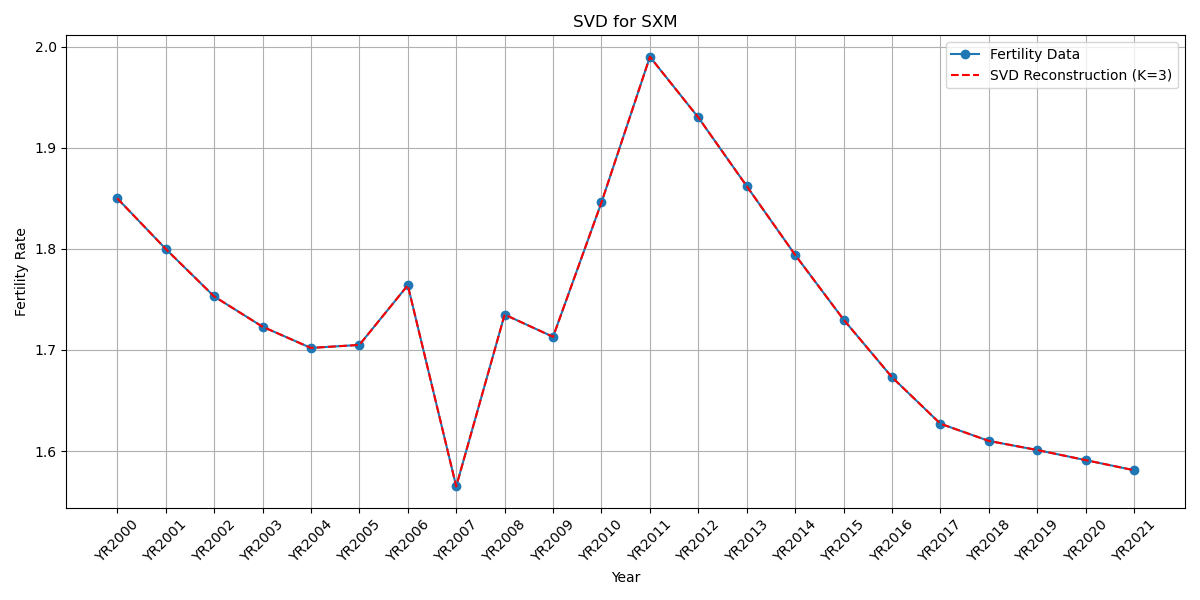 SVD for SXM
Fertility Data
SVD Reconstruction (K=3)
Fertility Rate
2.0
1.9
1.8
1.7
1.6
YR2000
YR2001
YR2002
YR2003
YR2004
YR2005
YR2006
YR2007
YR2008
YR2009
YR2010
YR2011
YR2012
YR2013
YR2014
YR2015
YR2016
YR2017
YR2018
YR2019
YR2020
YR2021
Year